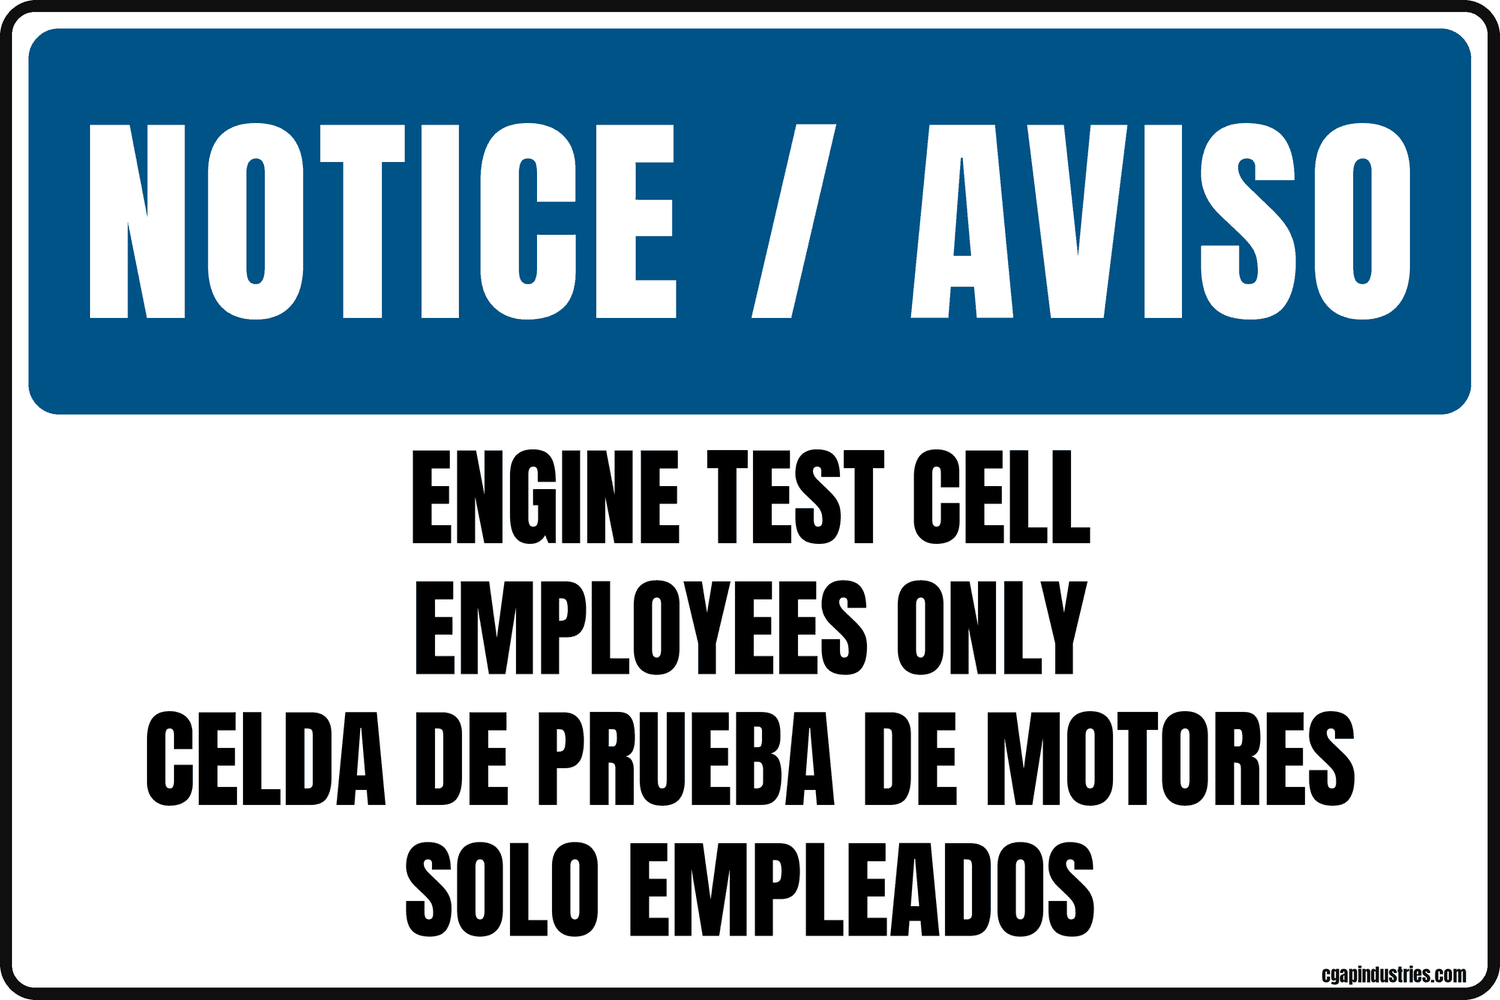 NOTICE / AVISO
ENGINE TEST CELL
EMPLOYEES ONLY
CELDA DE PRUEBA DE MOTORES
SOLO EMPLEADOS
cgapindustries.com